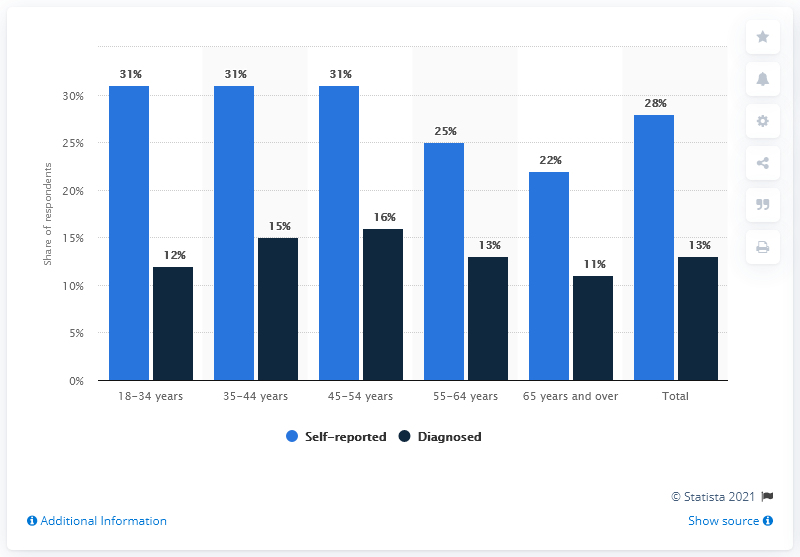 Share of respondents
30%
25%
20%
15%
10%
5%
0%
31%
12%
31%
15%
31%
16%
25%
13%
22%
11%
28%
13%
18-34 years
35-44 years
45-54 years
55-64 years
65 years and over
Total
Self-reported
Diagnosed
© Statista 2021
Additional Information
Show source